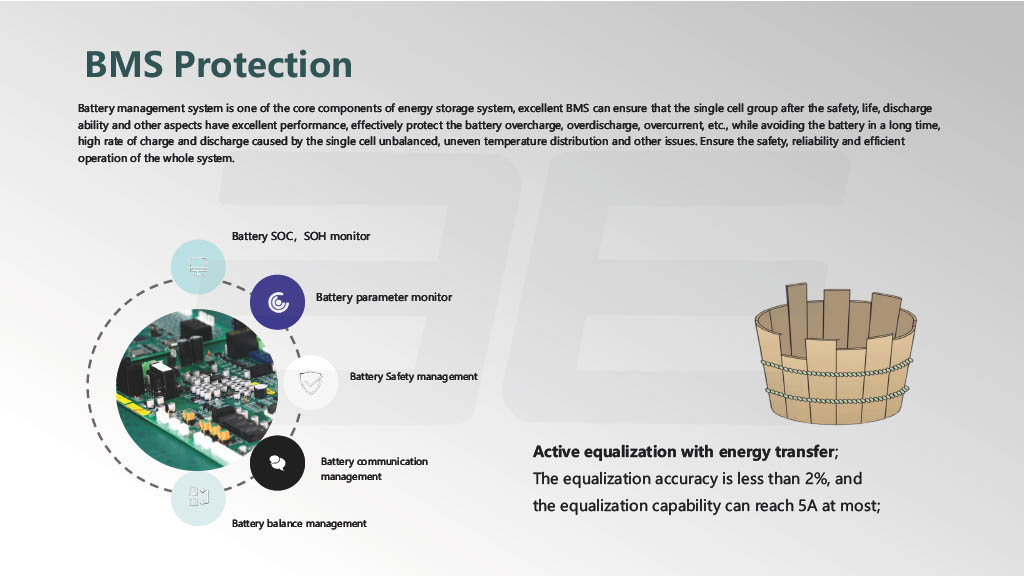 BMS Protection
Battery management system is one of the core components of energy storage system, excellent BMS can ensure that the single cell group after the safety, life, discharge
ability and other aspects have excellent performance, effectively protect the battery overcharge, overdischarge, overcurrent, etc., while avoiding the battery in a long time,
high rate of charge and discharge caused by the single cell unbalanced, uneven temperature distribution and other issues. Ensure the safety, reliability and efficient
operation of the whole system.
Battery SOC，SOH monitor
Battery parameter monitor
Battery Safety management
Battery communication
management
Battery balance management
Active equalization with energy transfer;
The equalization accuracy is less than 2%, and
the equalization capability can reach 5A at most;